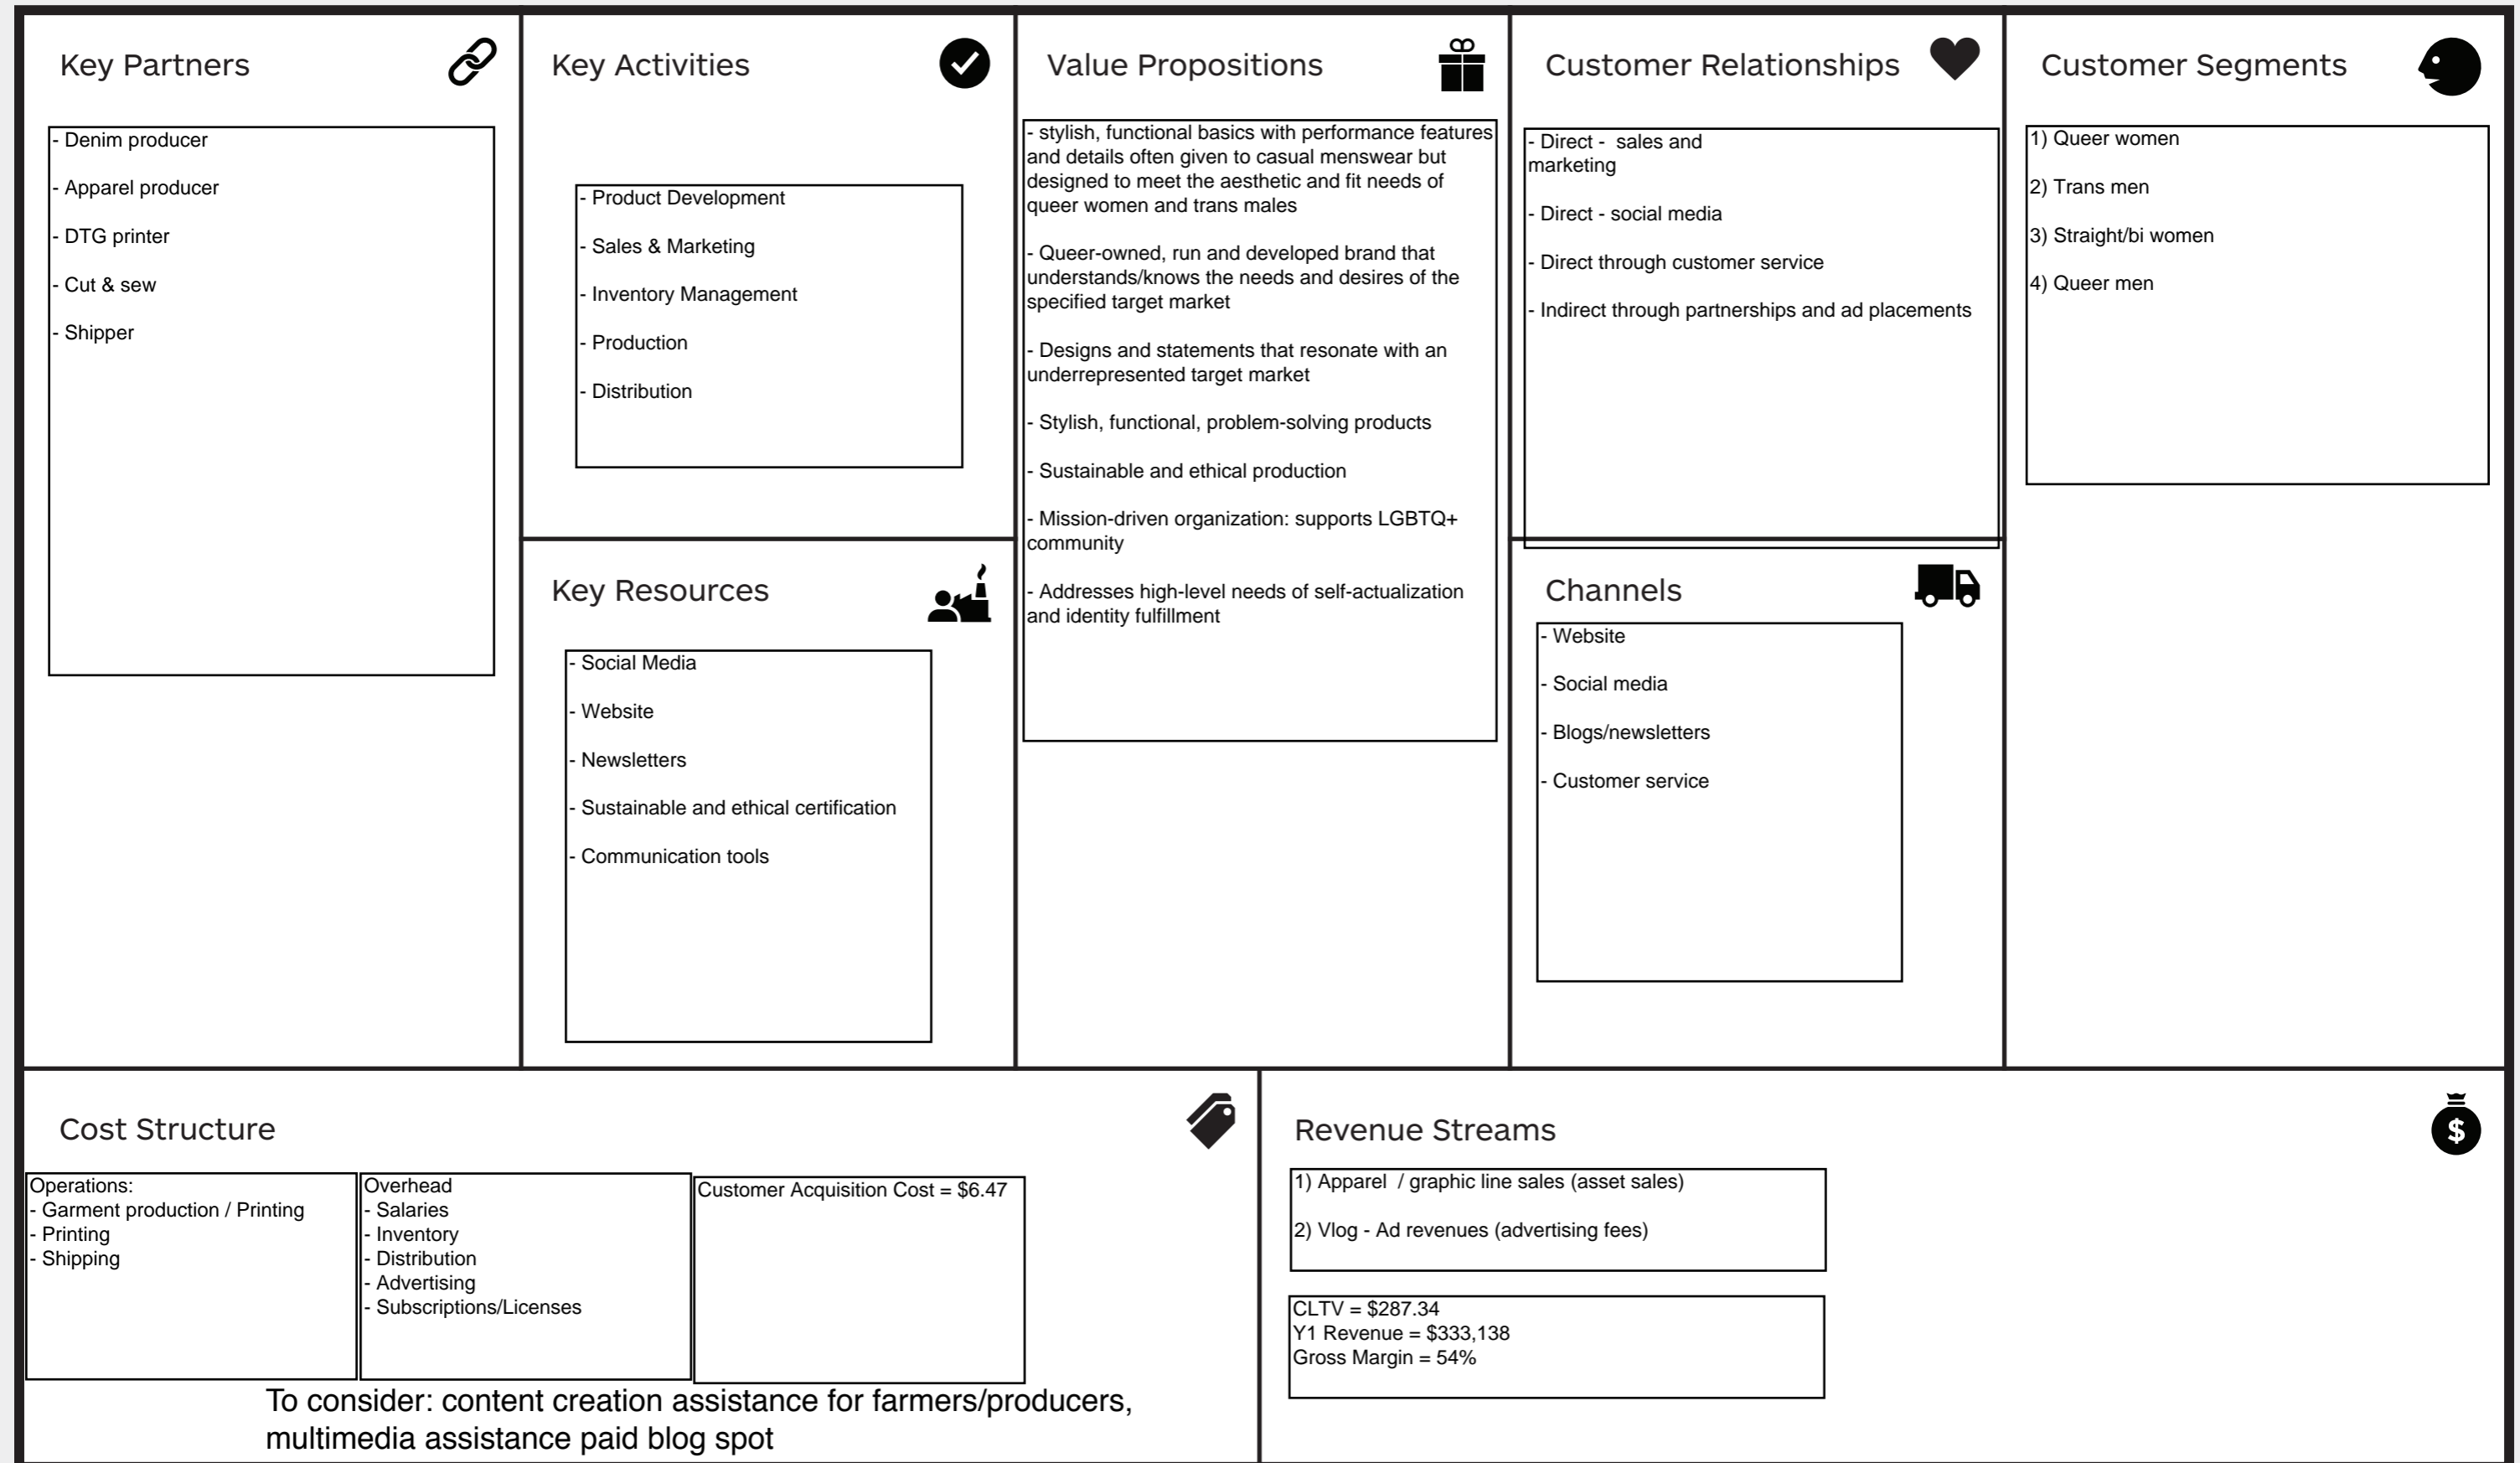 Key Partners
- Denim producer
- Apparel producer
- DTG printer
- Cut & sew
- Shipper
Key Activities
- Product Development
- Sales & Marketing
- Inventory Management
- Production
- Distribution
Key Resources
- Social Media
- Website
- Newsletters
- Sustainable and ethical certification
- Communication tools
Value Propositions
- stylish, functional basics with performance features
and details often given to casual menswear but
designed to meet the aesthetic and fit needs of
queer women and trans males
- Queer-owned, run and developed brand that
understands/knows the needs and desires of the
specified target market
- Designs and statements that resonate with an
underrepresented target market
- Stylish, functional, problem-solving products
- Sustainable and ethical production
- Mission-driven organization: supports LGBTQ+
community
- Addresses high-level needs of self-actualization
and identity fulfillment
Customer Relationships
- Direct -  sales and
marketing
- Direct - social media
- Direct through customer service
- Indirect through partnerships and ad placements
Channels
- Website
- Social media
- Blogs/newsletters
- Customer service
Customer Segments
1) Queer women
2) Trans men
3) Straight/bi women
4) Queer men
Cost Structure
Operations:
- Garment production / Printing
- Printing
- Shipping
Overhead
- Salaries
- Inventory
- Distribution
- Advertising
- Subscriptions/Licenses
Customer Acquisition Cost = $6.47
To consider: content creation assistance for farmers/producers,
multimedia assistance paid blog spot
Revenue Streams
$
1) Apparel  / graphic line sales (asset sales)
2) Vlog - Ad revenues (advertising fees)
CLTV = $287.34
Y1 Revenue = $333,138
Gross Margin = 54%